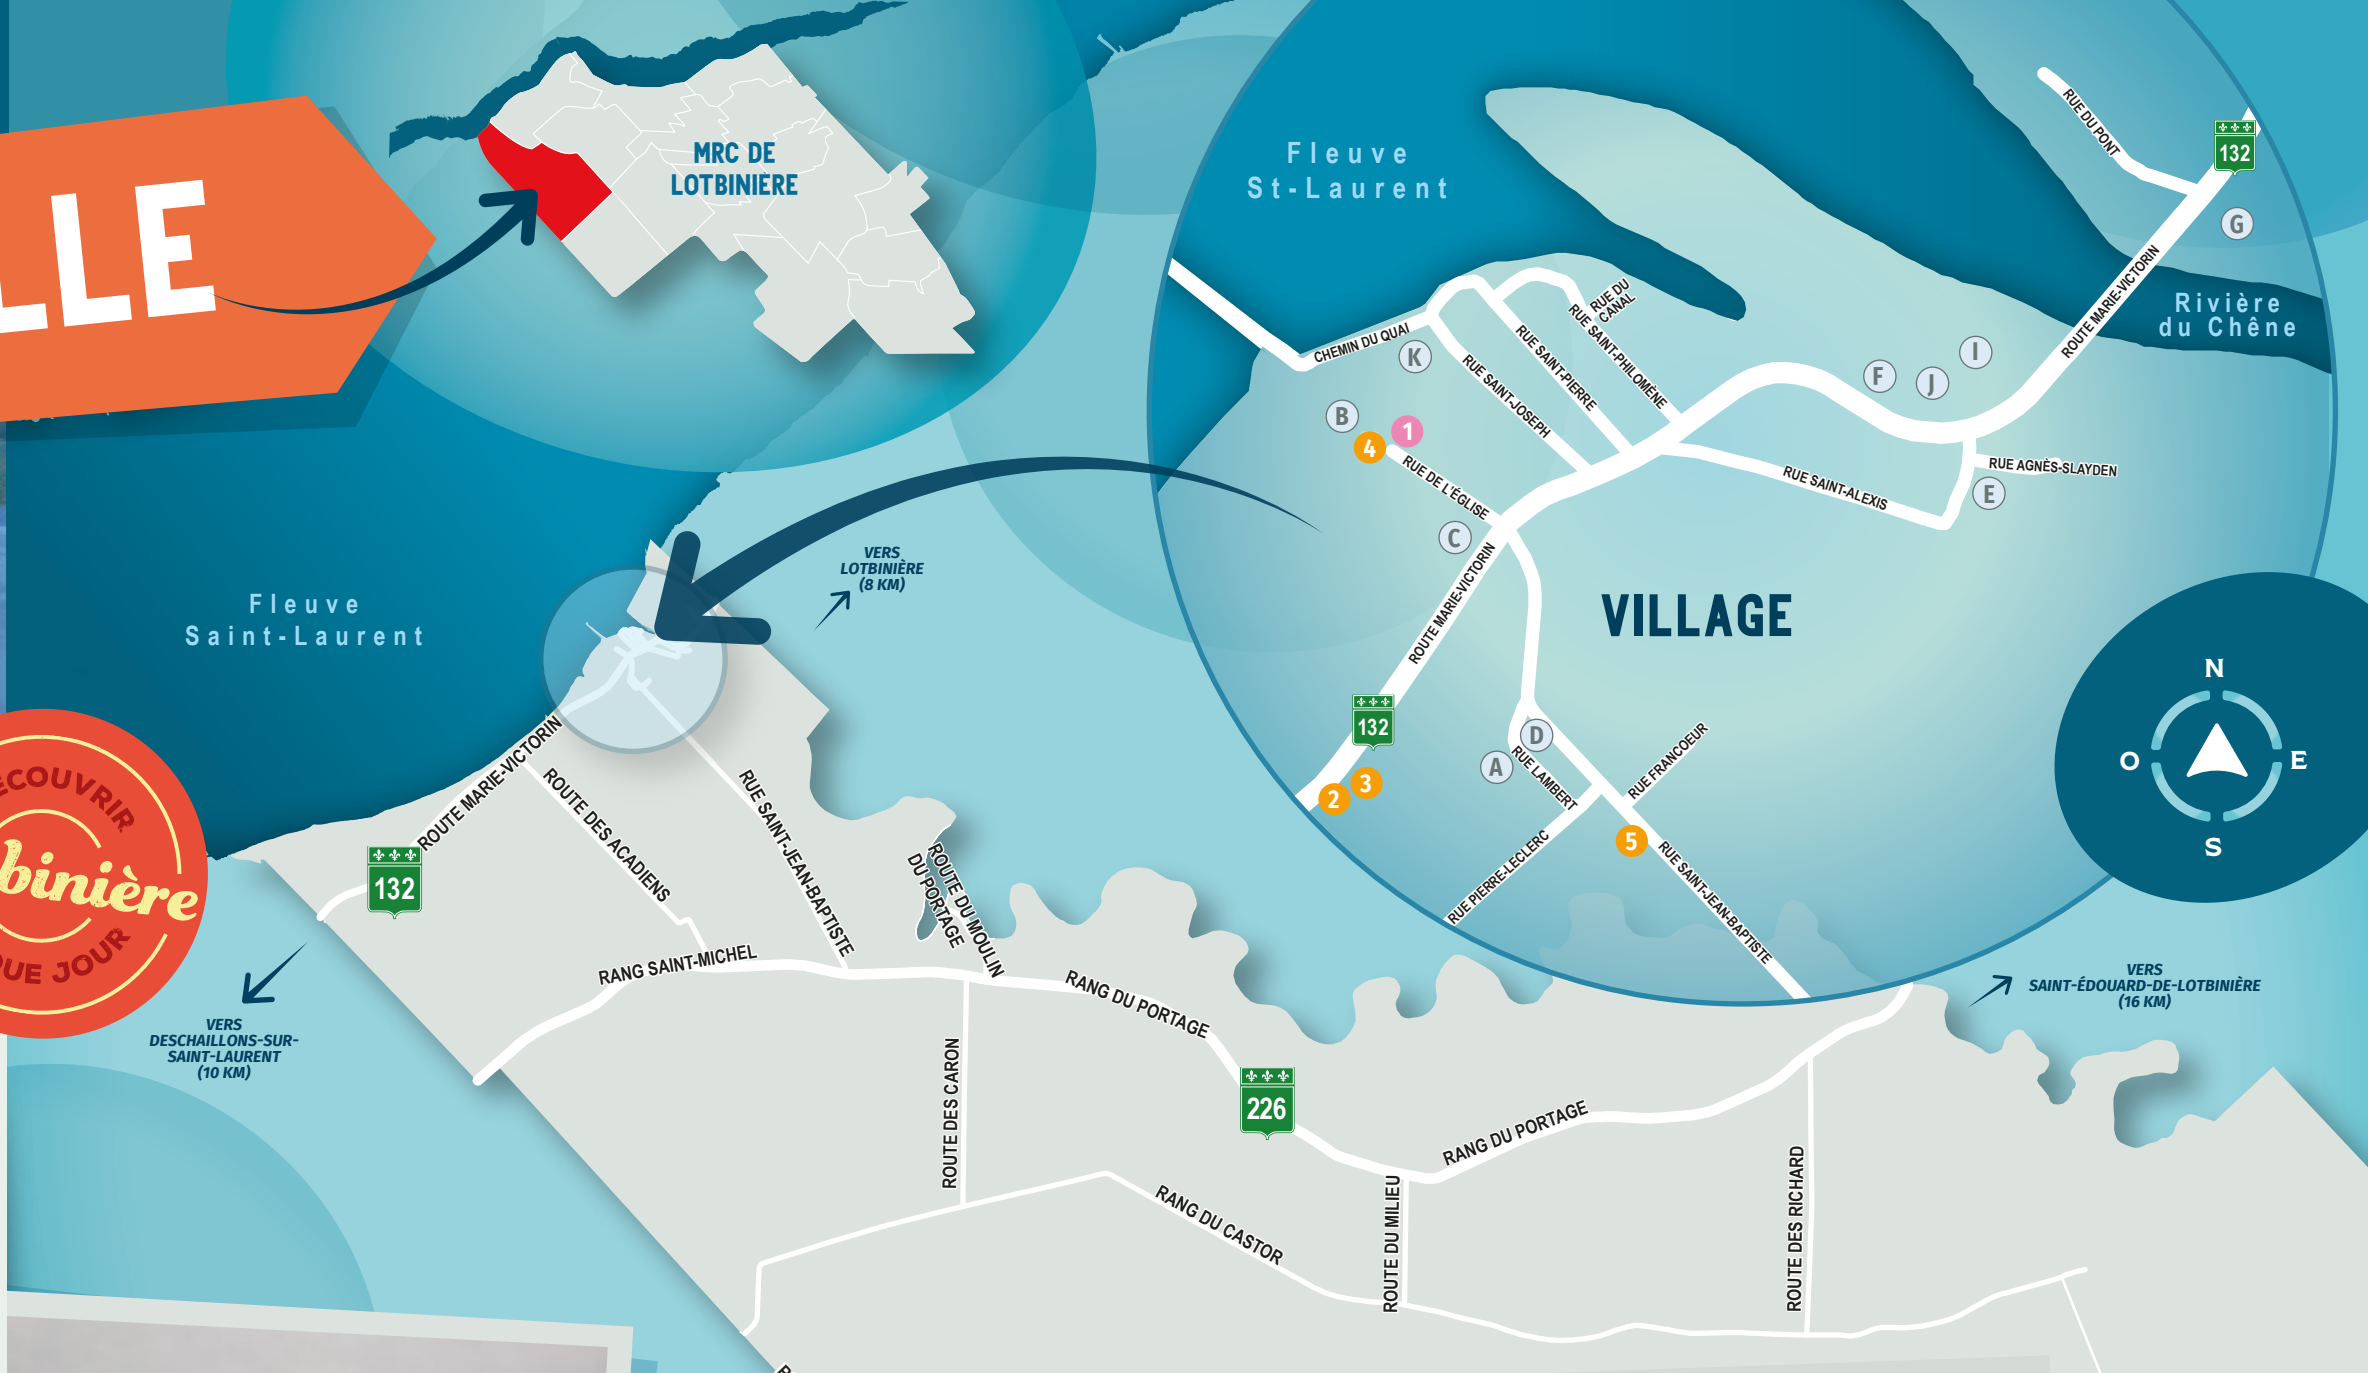 LLE
MRC DE
LOTBINIERE
Fleuve
St-Laurent
RUE DU PONT
132
G
ROUTE MARIE-VICTORIN
Rivière
du Chêne
RUE DU
CANAL
CHEMIN DU QUAI
K
RUE SAINT-JOSEPH
RUE SAINT-PIERRE
RUE SAINT-PHILOMÈNE
F
J
I
B
4
1
RUE DE L'ÉGLISE
C
RUE SAINT-ALEXIS
RUE AGNÈS-SLAYDEN
E
ROUTE MARIE-VICTORIN
VILLAGE
132
2
3
D
A
RUE LAMBERT
RUE FRANCOEUR
5
RUE PIERRE-LECLERC
RUE SAINT-JEAN-BAPTISTE
N
O
E
S
VERS
LOTBINIÈRE
(8 KM)
Fleuve
Saint-Laurent
ÉCOUVRIR
binière
QUE JOUR
ROUTE MARIE-VICTORIN
132
ROUTE DES ACADIENS
RUE SAINT-JEAN-BAPTISTE
ROUTE DU MOULIN
DU PORTAGE
RANG SAINT-MICHEL
RANG DU PORTAGE
VERS
DESCHAILLONS-SUR-
SAINT-LAURENT
(10 KM)
VERS
SAINT-ÉDOUARD-DE-LOTBINIÈRE
(16 KM)
ROUTE DES CARON
226
RANG DU PORTAGE
RANG DU CASTOR
ROUTE DU MILIEU
ROUTE DES RICHARD